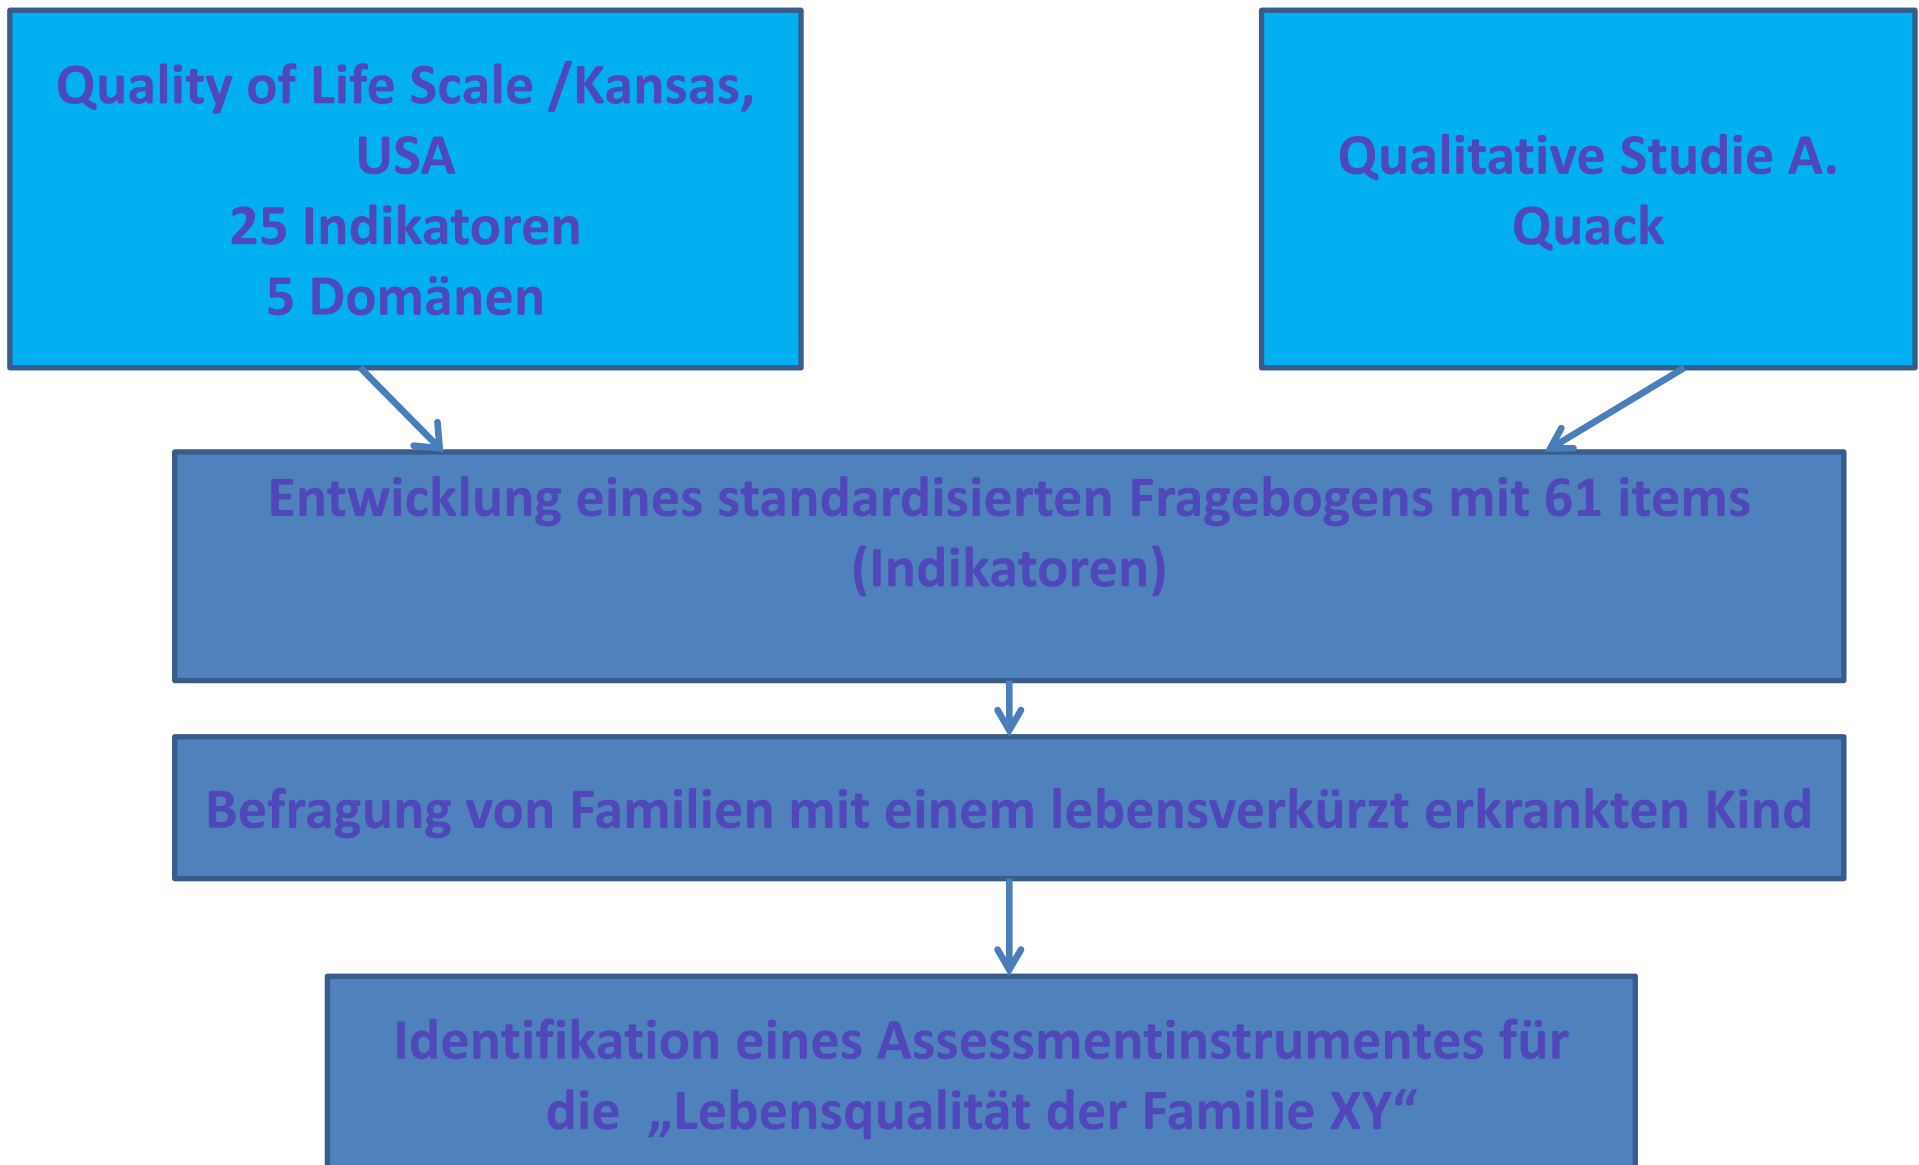 Quality of Life Scale /Kansas,
USA
25 Indikatoren
5 Domänen
Qualitative Studie A.
Quack
Entwicklung eines standardisierten Fragebogens mit 61 items
(Indikatoren)
Befragung von Familien mit einem lebensverkürzt erkrankten Kind
Identifikation eines Assessmentinstrumentes für
die „Lebensqualität der Familie XY“